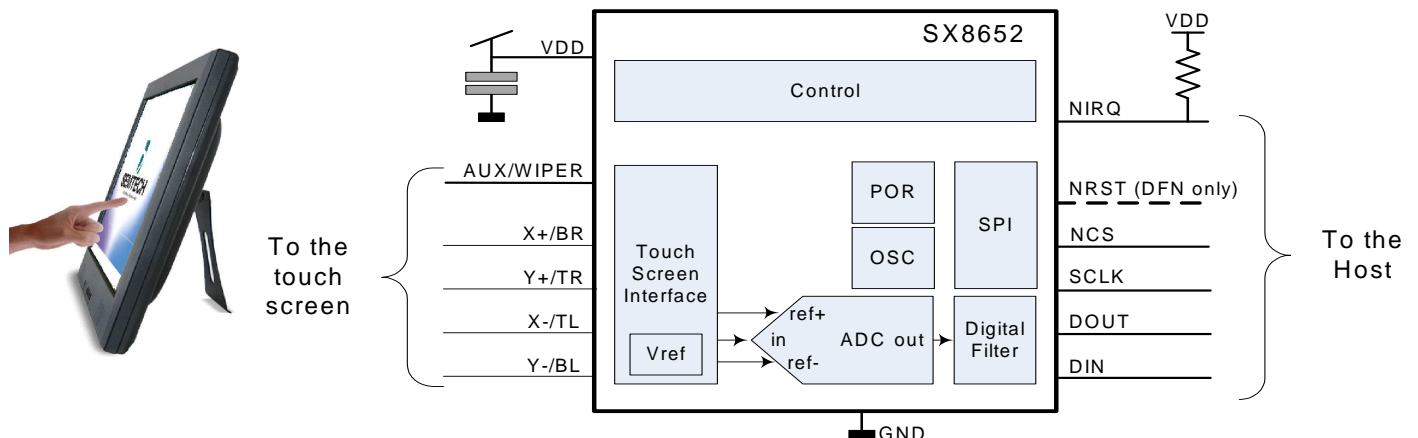 SX8652
VDD
VDD
Control
NIRQ
AUX/WIPER
POR
SPI
NRST (DFN only)
SEMTECH
To the
touch
screen
X+/BR
Touch
Screen
Interface
OSC
NCS
To the
Host
Y+/TR
SCLK
X-/TL
Vref
ref+
in
ref-
ADC out
Digital
Filter
DOUT
Y-/BL
DIN
GND